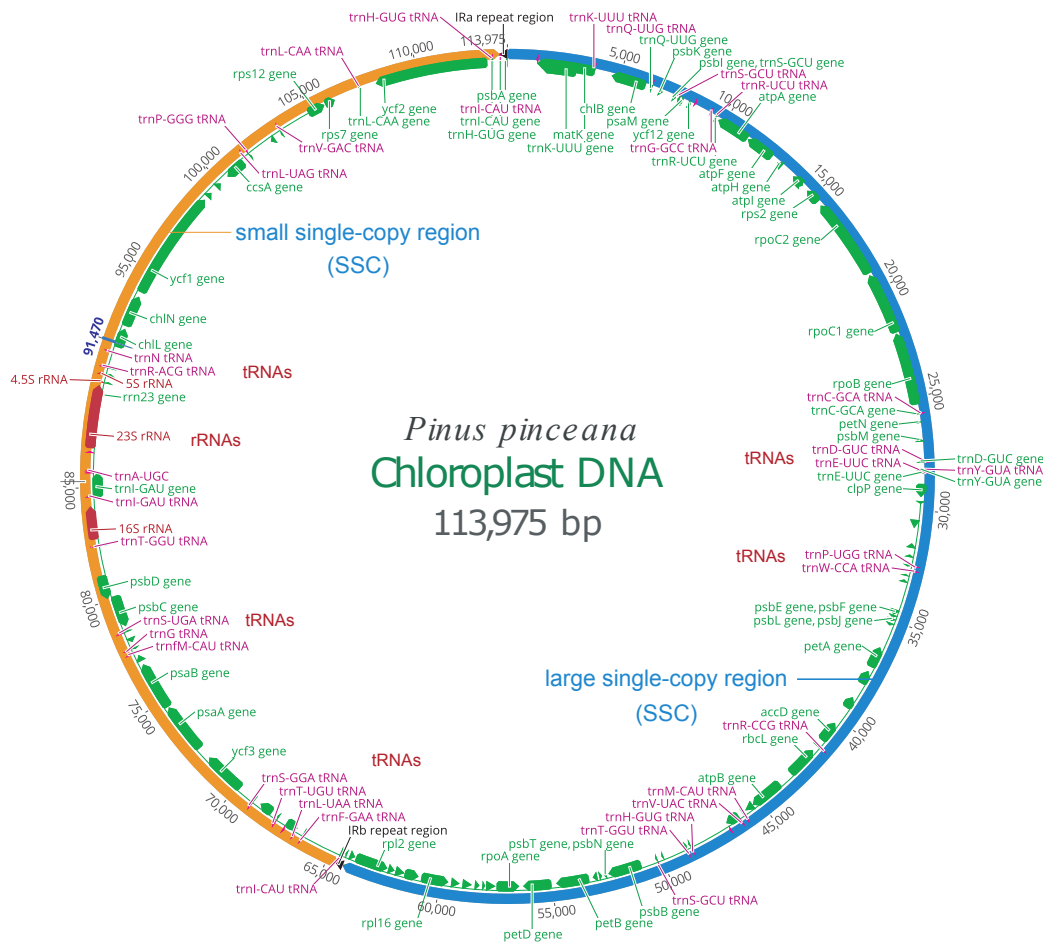 trnH-GUG tRNA
IRa repeat region
113,975
trnK-UUU tRNA
trnQ-UUG tRNA
trnQ-UUG gene
psbK gene
psbI gene, trnS-GCU gene
trnS-GCU tRNA
trnR-UCU tRNA
atpA gene
5,000
10,000
psbA gene
trnI-CAU tRNA
trnI-CAU gene
trnH-GUG gene
chlB gene
psaM gene
matK gene
trnK-UUU gene
ycf12 gene
trnG-GCC tRNA
trnR-UCU gene
atpF gene
atpH gene
atpI gene
rps2 gene
15,000
rpoC2 gene
20,000
rpoC1 gene
rpoB gene
25,000
trnC-GCA tRNA
trnC-GCA gene
petN gene
psbM gene
trnD-GUC tRNA
trnE-UUC tRNA
trnE-UUC gene
clpP gene
trnD-GUC gene
trnY-GUA tRNA
trnY-GUA gene
tRNAs
30,000
tRNAs
trnP-UGG tRNA
trnW-CCA tRNA
psbE gene, psbF gene
psbL gene, psbJ gene
35,000
petA gene
large single-copy region
(SSC)
accD gene
trnR-CCG tRNA
rbcL gene
40,000
atpB gene
trnM-CAU tRNA
trnV-UAC tRNA
trnH-GUG tRNA
trnT-GGU tRNA
45,000
trnS-GCU tRNA
50,000
psbT gene, psbN gene
psbB gene
petB gene
55,000
petD gene
rpoA gene
60,000
rpl16 gene
rpl2 gene
IRb repeat region
65,000
trnI-CAU tRNA
trnF-GAA tRNA
trnL-UAA tRNA
trnT-UGU tRNA
trnS-GGA tRNA
tRNAs
70,000
ycf3 gene
psaA gene
75,000
psaB gene
trnfM-CAU tRNA
trnG tRNA
trnS-UGA tRNA
tRNAs
psbC gene
80,000
psbD gene
trnT-GGU tRNA
16S rRNA
trnI-GAU tRNA
trnI-GAU gene
trnA-UGC
85,000
23S rRNA
rRNAs
rrn23 gene
4.5S rRNA
5S rRNA
trnR-ACG tRNA
tRNAs
trnN tRNA
chlL gene
91,470
chlN gene
ycf1 gene
95,000
small single-copy region
(SSC)
ccsA gene
trnL-UAG tRNA
100,000
trnP-GGG tRNA
trnV-GAC tRNA
rps7 gene
rps12 gene
105,000
trnL-CAA tRNA
trnL-CAA gene
ycf2 gene
110,000
Pinus pinceana
Chloroplast DNA
113,975 bp